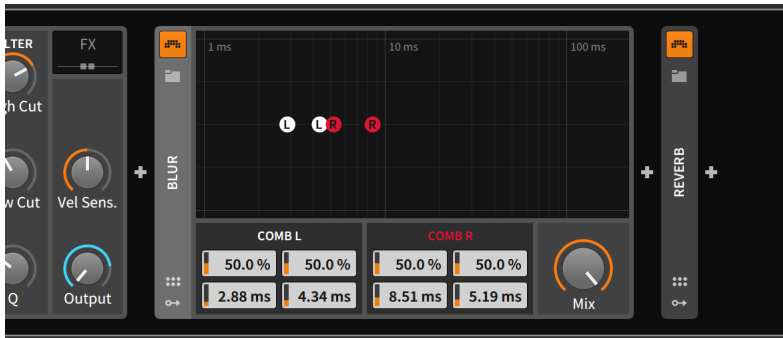 LTER
FX
gh Cut
w Cut
Vel Sens.
Q
Output
BLUR
1 ms
10 ms
100 ms
L
L
R
R
COMB L
COMB R
50.0 %
50.0 %
50.0 %
50.0 %
2.88 ms
4.34 ms
8.51 ms
5.19 ms
Mix
REVERB